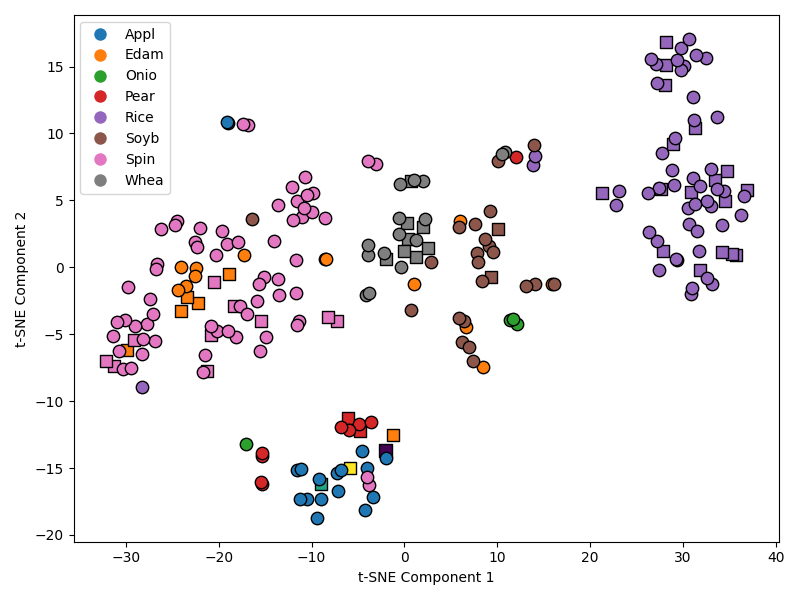 Appl
Edam
Onio
Pear
Rice
Soyb
Spin
Whea
15
10
5
0
−5
−10
−15
−20
t-SNE Component 2
−30
−20
−10
0
10
20
30
40
t-SNE Component 1